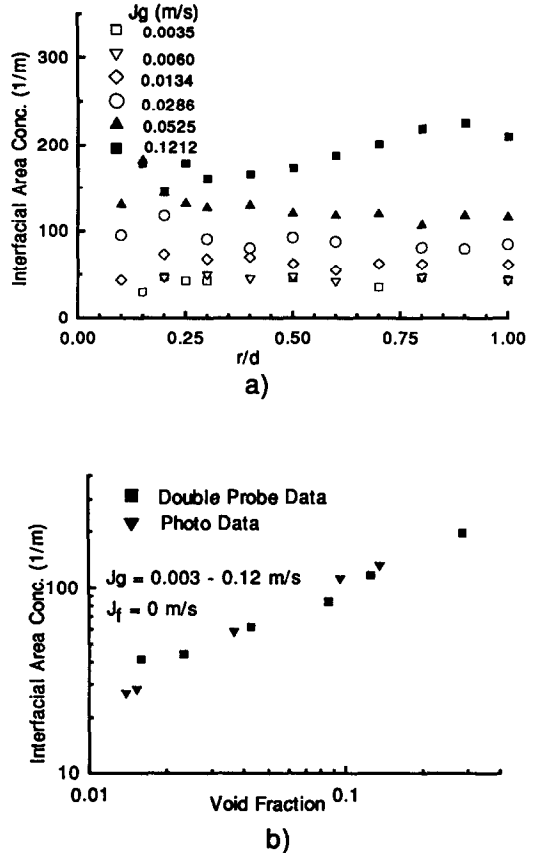 Jg (m/s)
0.0035
0.0060
0.0134
0.0286
0.0525
0.1212
Interfacial Area Conc. (1/m)
300
200
100
0
0.00
0.25
0.50
0.75
1.00
r/d
a)
Double Probe Data
Photo Data
Jg = 0.003 - 0.12 m/s
Jf = 0 m/s
Interfacial Area Conc. (1/m)
100
10
0.01
0.1
Void Fraction
b)